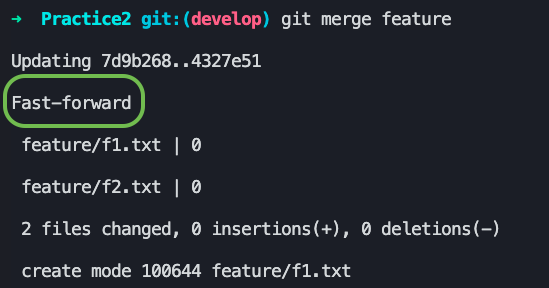 → Practice2 git:(develop) git merge feature
Updating 7d9b268..4327e51
Fast-forward
feature/f1.txt | 0
feature/f2.txt | 0
2 files changed, 0 insertions(+), 0 deletions(-)
create mode 100644 feature/f1.txt